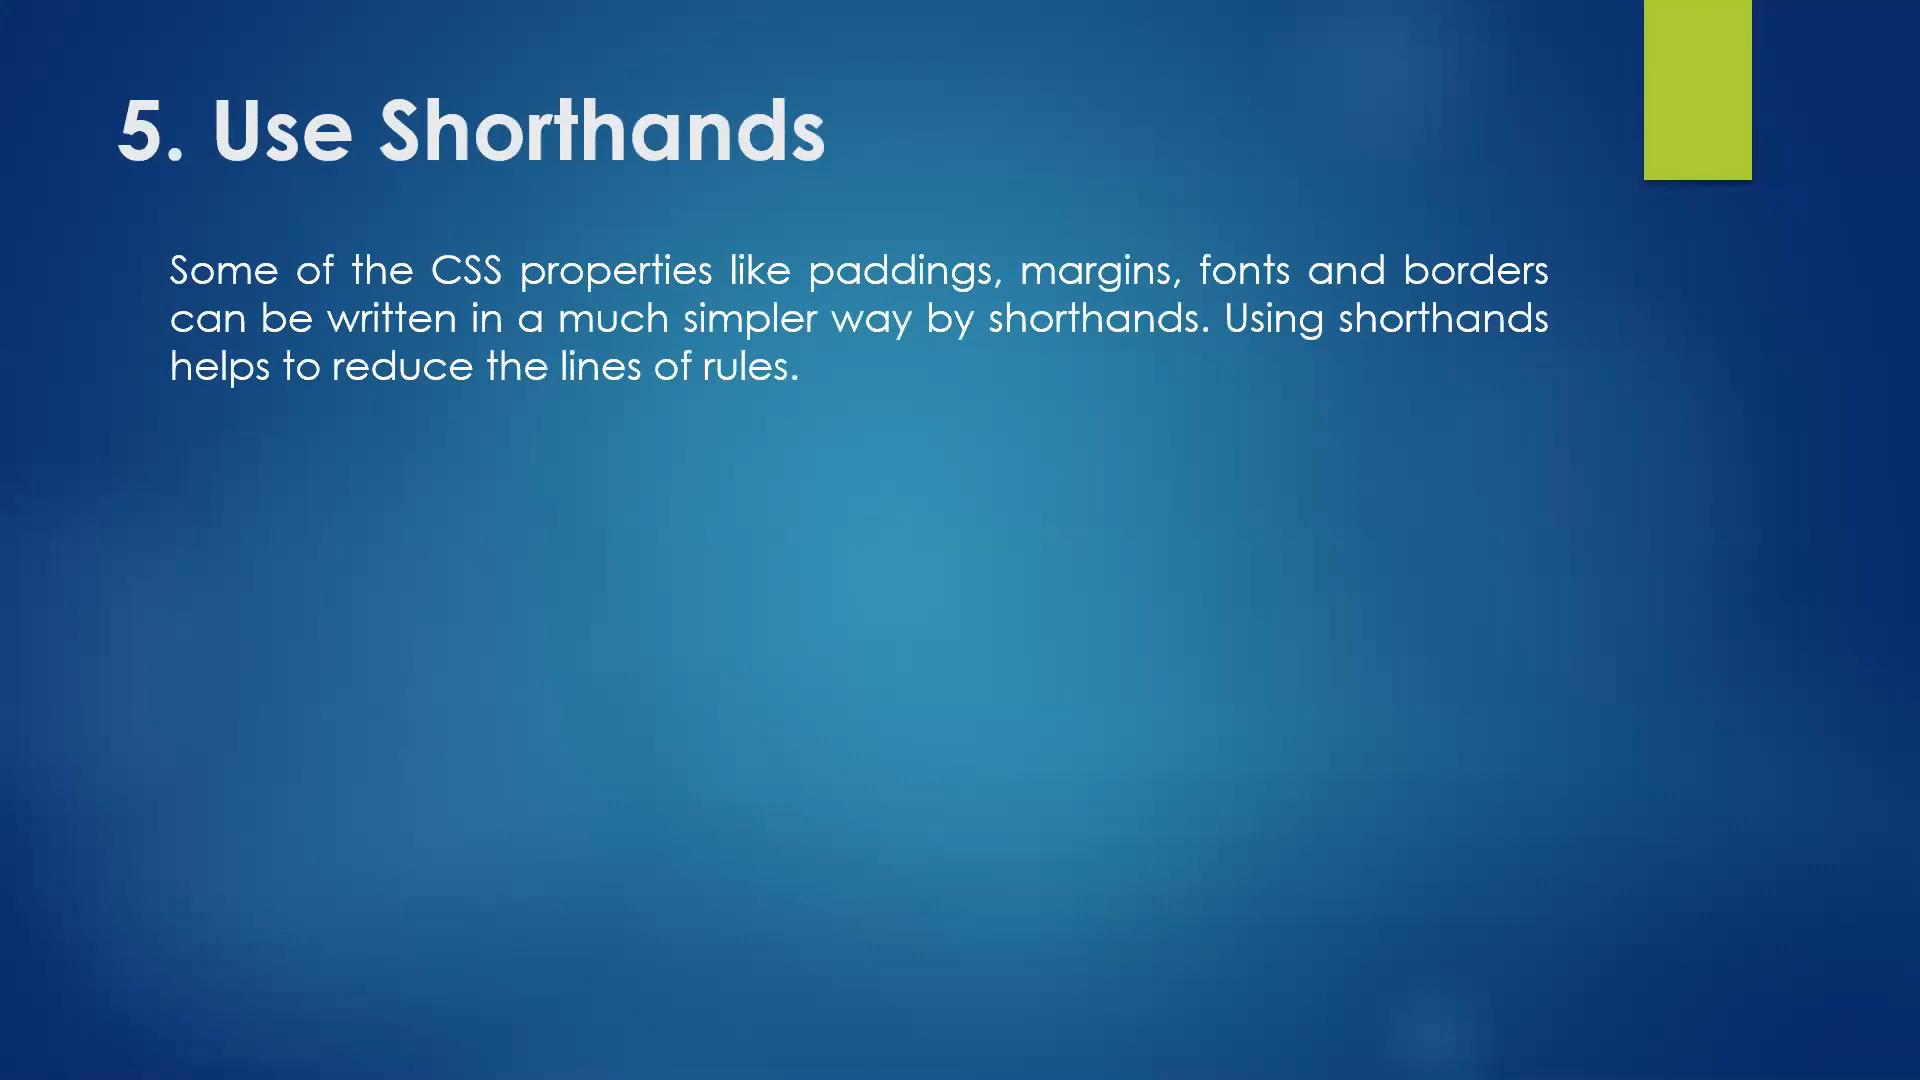 5. Use Shorthands
Some of the CSS properties like paddings, margins, fonts and borders
can be written in a much simpler way by shorthands. Using shorthands
helps to reduce the lines of rules.